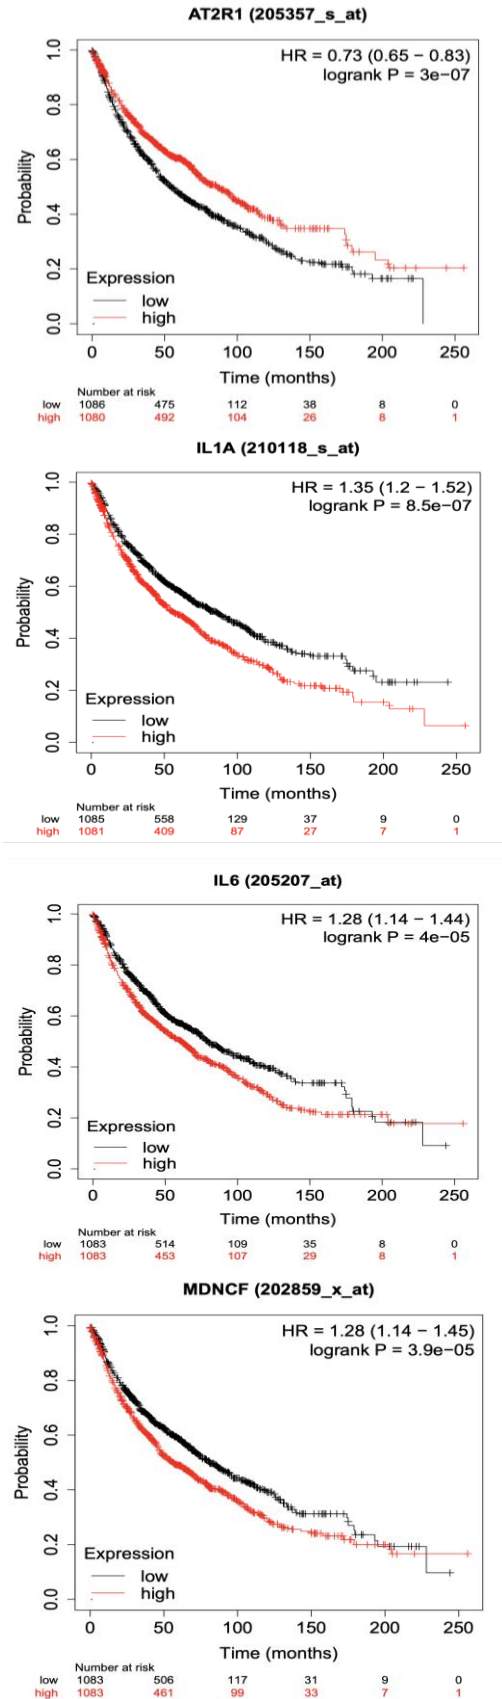 AT2R1 (205357_s_at)
HR = 0.73 (0.65 − 0.83)
logrank P = 3e−07
Probability
1.0
0.8
0.6
0.4
0.2
0.0
Expression
low
high
0 50 100 150 200 250
Time (months)
Number at risk
low 1086 475 112 38 8 0
high 1080 492 104 26 8 1
IL1A (210118_s_at)
HR = 1.35 (1.2 − 1.52)
logrank P = 8.5e−07
Probability
1.0
0.8
0.6
0.4
0.2
0.0
Expression
low
high
0 50 100 150 200 250
Time (months)
Number at risk
low 1085 558 129 37 9 0
high 1081 409 87 27 7 1
IL6 (205207_at)
HR = 1.28 (1.14 − 1.44)
logrank P = 4e−05
Probability
1.0
0.8
0.6
0.4
0.2
0.0
Expression
low
high
0 50 100 150 200 250
Time (months)
Number at risk
low 1083 514 109 35 8 0
high 1083 453 107 29 8 1
MDNCF (202859_x_at)
HR = 1.28 (1.14 − 1.45)
logrank P = 3.9e−05
Probability
1.0
0.8
0.6
0.4
0.2
0.0
Expression
low
high
0 50 100 150 200 250
Time (months)
Number at risk
low 1083 506 117 31 9 0
high 1083 461 99 33 7 1